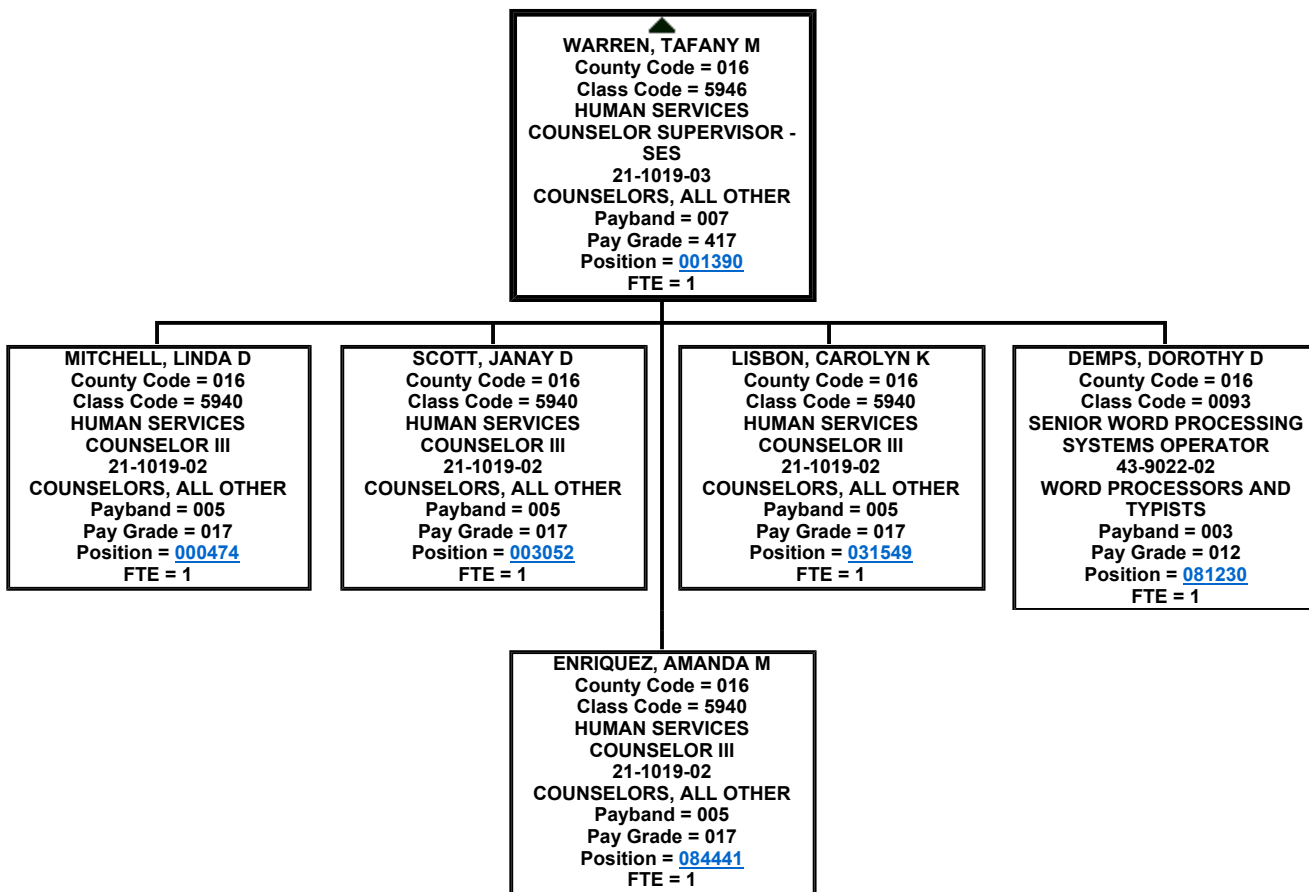 WARREN, TAFANY M
County Code = 016
Class Code = 5946
HUMAN SERVICES
COUNSELOR SUPERVISOR -
SES
21-1019-03
COUNSELORS, ALL OTHER
Payband = 007
Pay Grade = 417
Position = 001390
FTE = 1
MITCHELL, LINDA D
County Code = 016
Class Code = 5940
HUMAN SERVICES
COUNSELOR III
21-1019-02
COUNSELORS, ALL OTHER
Payband = 005
Pay Grade = 017
Position = 000474
FTE = 1
SCOTT, JANAY D
County Code = 016
Class Code = 5940
HUMAN SERVICES
COUNSELOR III
21-1019-02
COUNSELORS, ALL OTHER
Payband = 005
Pay Grade = 017
Position = 003052
FTE = 1
LISBON, CAROLYN K
County Code = 016
Class Code = 5940
HUMAN SERVICES
COUNSELOR III
21-1019-02
COUNSELORS, ALL OTHER
Payband = 005
Pay Grade = 017
Position = 031549
FTE = 1
DEMPS, DOROTHY D
County Code = 016
Class Code = 0093
SENIOR WORD PROCESSING
SYSTEMS OPERATOR
43-9022-02
WORD PROCESSORS AND
TYPISTS
Payband = 003
Pay Grade = 012
Position = 081230
FTE = 1
ENRIQUEZ, AMANDA M
County Code = 016
Class Code = 5940
HUMAN SERVICES
COUNSELOR III
21-1019-02
COUNSELORS, ALL OTHER
Payband = 005
Pay Grade = 017
Position = 084441
FTE = 1